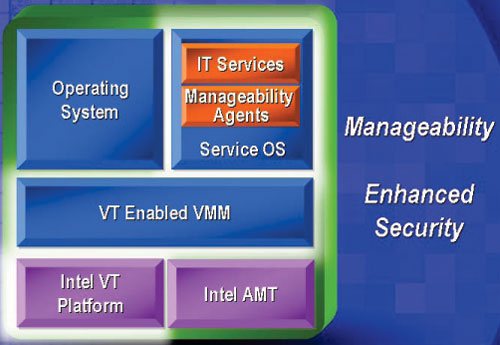 Operating
System
IT Services
Manageability
Agents
Service OS
VT Enabled VMM
Intel VT
Platform
Intel AMT
Manageability
Enhanced
Security